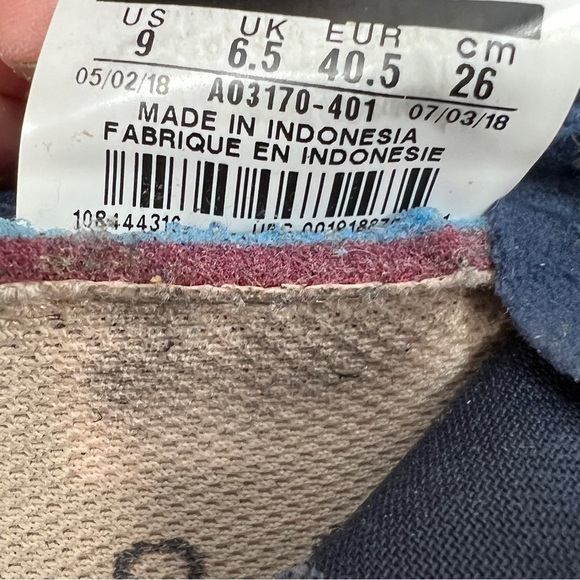 US UK EUR cm
9 6.5 40.5 26
05/02/18 A03170-401 07/03/18
MADE IN INDONESIA
FABRIQUE EN INDONESIE